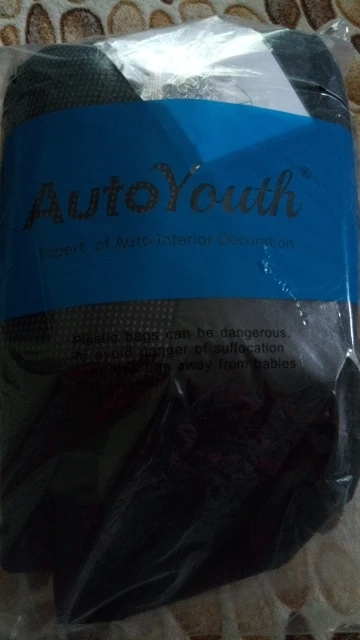 AutoYouth®
Expert of Auto Interior Decoration
Plastic bags can be dangerous.
To avoid danger of suffocation
away from babies